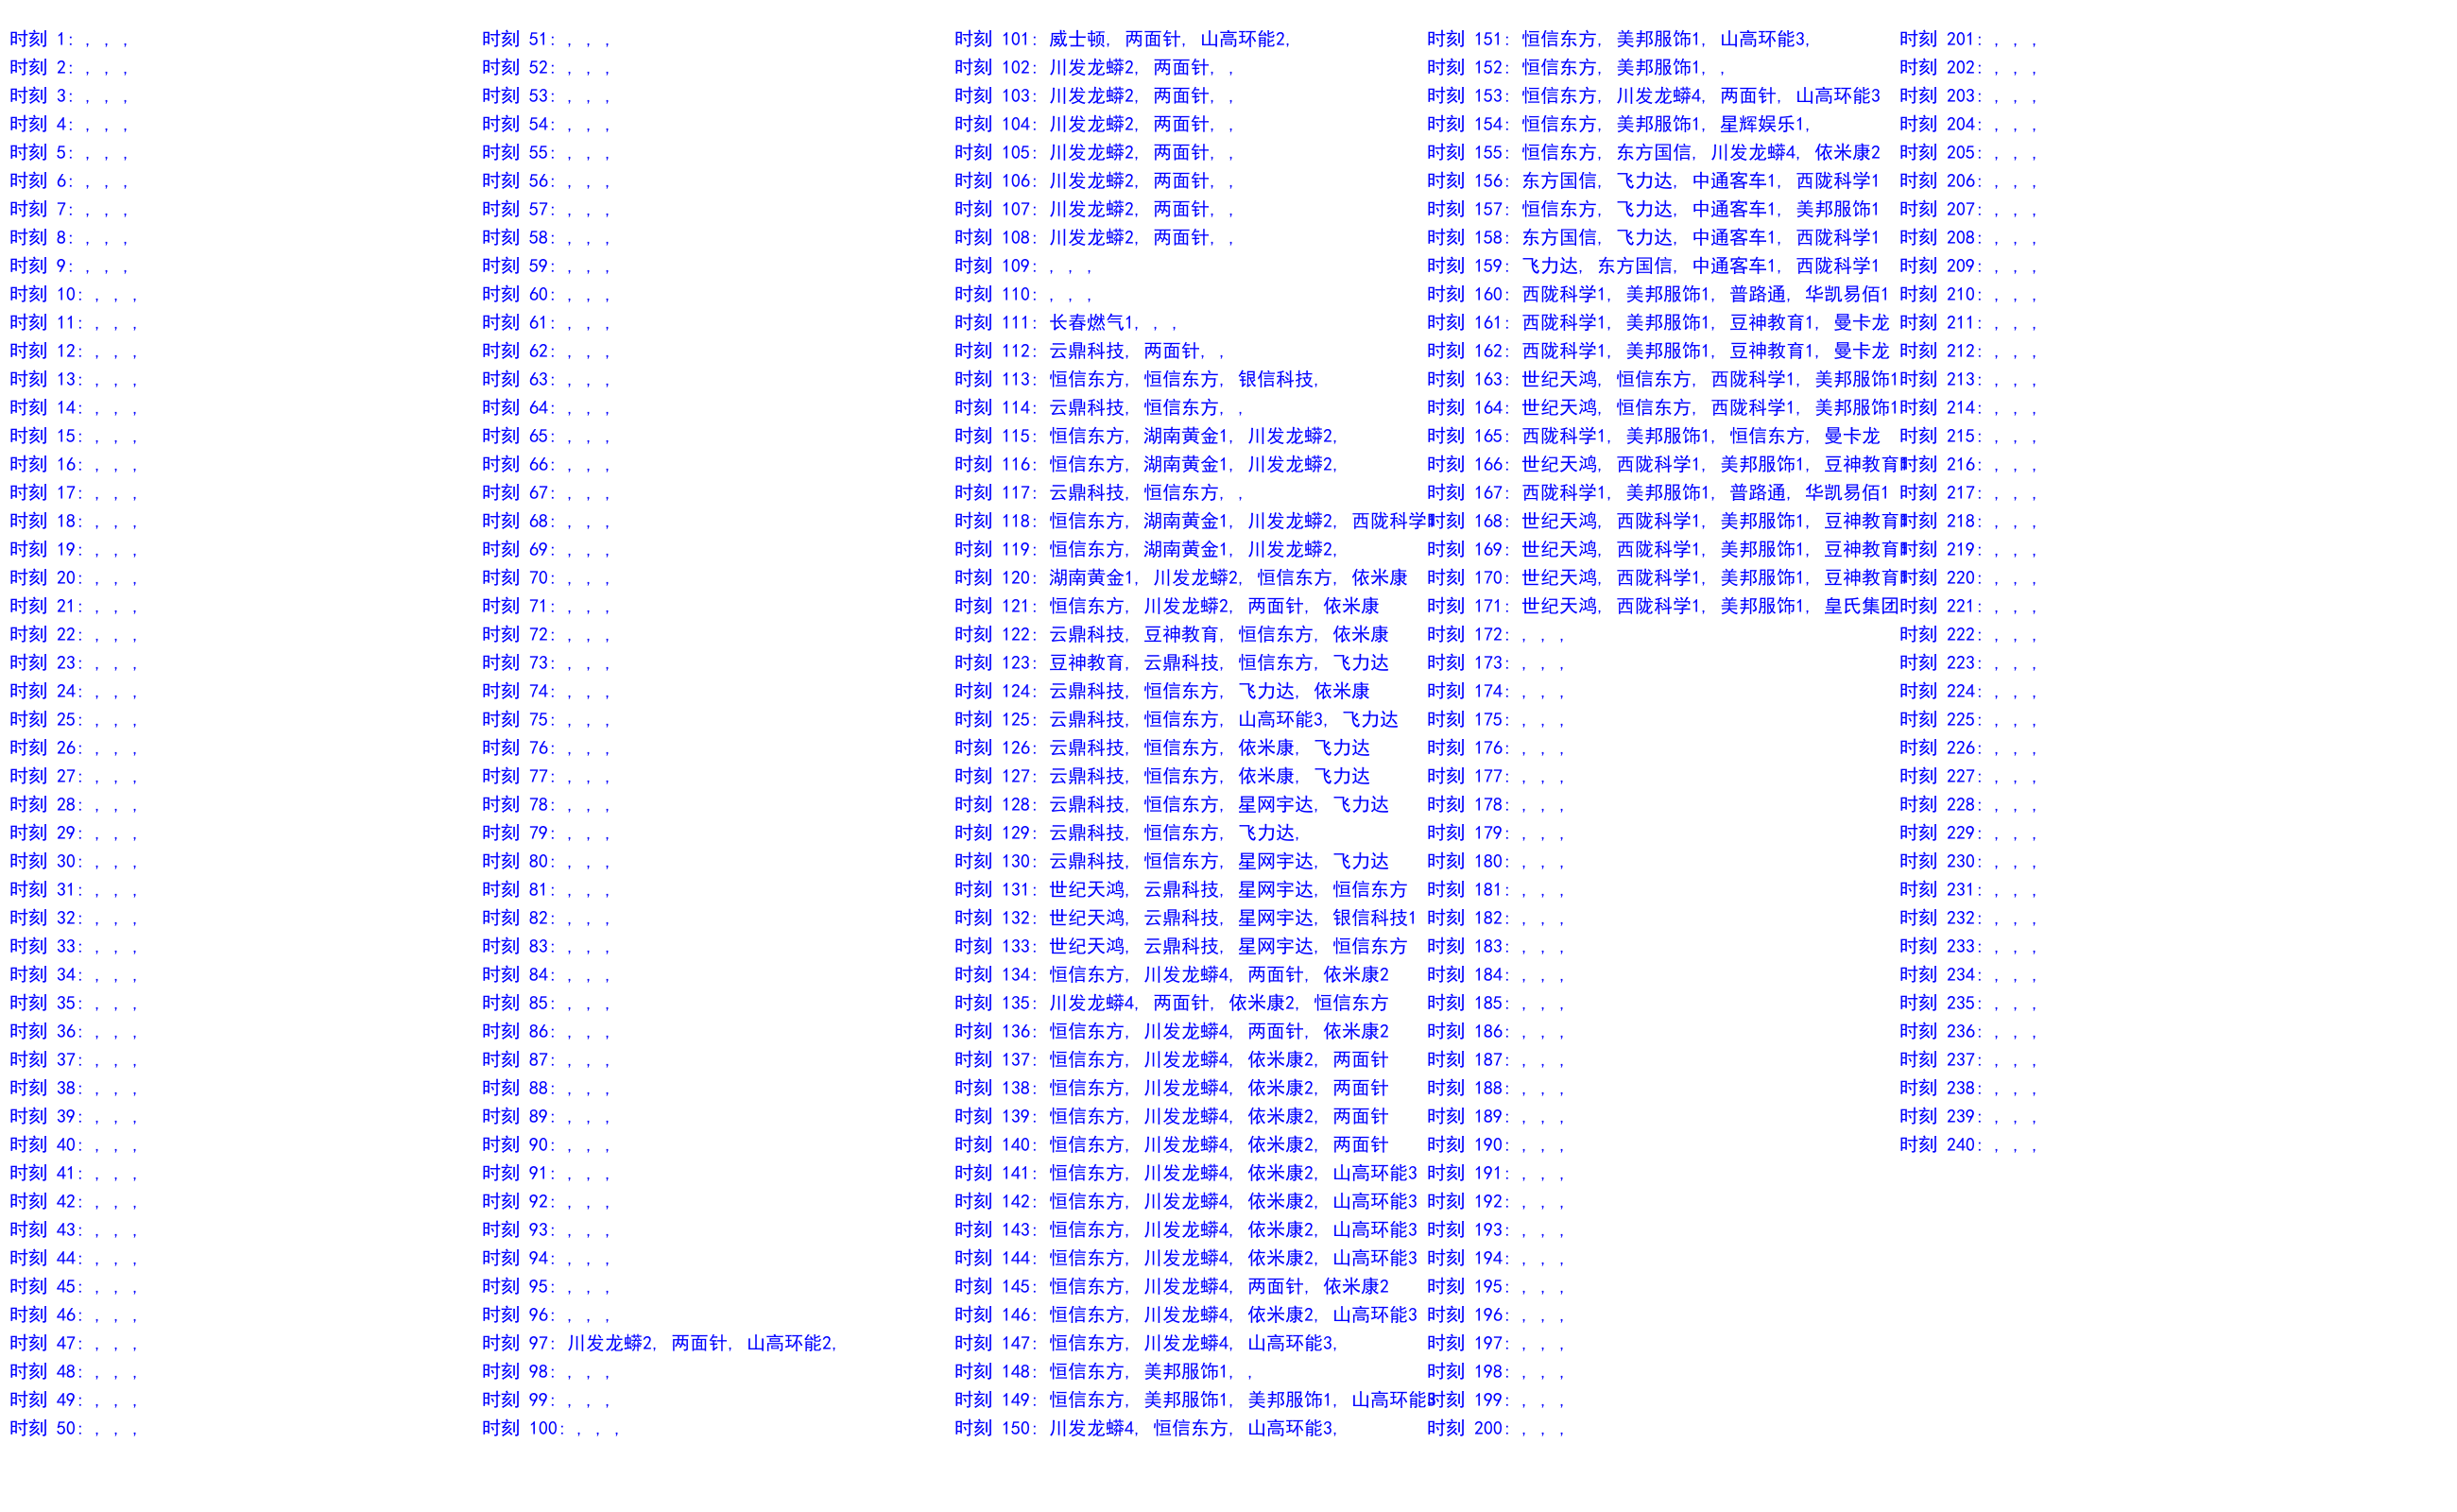 时刻 1: , , ,
时刻 2: , , ,
时刻 3: , , ,
时刻 4: , , ,
时刻 5: , , ,
时刻 6: , , ,
时刻 7: , , ,
时刻 8: , , ,
时刻 9: , , ,
时刻 10: , , ,
时刻 11: , , ,
时刻 12: , , ,
时刻 13: , , ,
时刻 14: , , ,
时刻 15: , , ,
时刻 16: , , ,
时刻 17: , , ,
时刻 18: , , ,
时刻 19: , , ,
时刻 20: , , ,
时刻 21: , , ,
时刻 22: , , ,
时刻 23: , , ,
时刻 24: , , ,
时刻 25: , , ,
时刻 26: , , ,
时刻 27: , , ,
时刻 28: , , ,
时刻 29: , , ,
时刻 30: , , ,
时刻 31: , , ,
时刻 32: , , ,
时刻 33: , , ,
时刻 34: , , ,
时刻 35: , , ,
时刻 36: , , ,
时刻 37: , , ,
时刻 38: , , ,
时刻 39: , , ,
时刻 40: , , ,
时刻 41: , , ,
时刻 42: , , ,
时刻 43: , , ,
时刻 44: , , ,
时刻 45: , , ,
时刻 46: , , ,
时刻 47: , , ,
时刻 48: , , ,
时刻 49: , , ,
时刻 50: , , ,
时刻 51: , , ,
时刻 52: , , ,
时刻 53: , , ,
时刻 54: , , ,
时刻 55: , , ,
时刻 56: , , ,
时刻 57: , , ,
时刻 58: , , ,
时刻 59: , , ,
时刻 60: , , ,
时刻 61: , , ,
时刻 62: , , ,
时刻 63: , , ,
时刻 64: , , ,
时刻 65: , , ,
时刻 66: , , ,
时刻 67: , , ,
时刻 68: , , ,
时刻 69: , , ,
时刻 70: , , ,
时刻 71: , , ,
时刻 72: , , ,
时刻 73: , , ,
时刻 74: , , ,
时刻 75: , , ,
时刻 76: , , ,
时刻 77: , , ,
时刻 78: , , ,
时刻 79: , , ,
时刻 80: , , ,
时刻 81: , , ,
时刻 82: , , ,
时刻 83: , , ,
时刻 84: , , ,
时刻 85: , , ,
时刻 86: , , ,
时刻 87: , , ,
时刻 88: , , ,
时刻 89: , , ,
时刻 90: , , ,
时刻 91: , , ,
时刻 92: , , ,
时刻 93: , , ,
时刻 94: , , ,
时刻 95: , , ,
时刻 96: , , ,
时刻 97: 川发龙蟒2, 两面针, 山高环能2,
时刻 98: , , ,
时刻 99: , , ,
时刻 100: , , ,
时刻 101: 威士顿, 两面针, 山高环能2,
时刻 102: 川发龙蟒2, 两面针, ,
时刻 103: 川发龙蟒2, 两面针, ,
时刻 104: 川发龙蟒2, 两面针, ,
时刻 105: 川发龙蟒2, 两面针, ,
时刻 106: 川发龙蟒2, 两面针, ,
时刻 107: 川发龙蟒2, 两面针, ,
时刻 108: 川发龙蟒2, 两面针, ,
时刻 109: , , ,
时刻 110: , , ,
时刻 111: 长春燃气1, , ,
时刻 112: 云鼎科技, 两面针, ,
时刻 113: 恒信东方, 恒信东方, 银信科技,
时刻 114: 云鼎科技, 恒信东方, ,
时刻 115: 恒信东方, 湖南黄金1, 川发龙蟒2,
时刻 116: 恒信东方, 湖南黄金1, 川发龙蟒2,
时刻 117: 云鼎科技, 恒信东方, ,
时刻 118: 恒信东方, 湖南黄金1, 川发龙蟒2, 西陇科学
时刻 119: 恒信东方, 湖南黄金1, 川发龙蟒2,
时刻 120: 湖南黄金1, 川发龙蟒2, 恒信东方, 依米康
时刻 121: 恒信东方, 川发龙蟒2, 两面针, 依米康
时刻 122: 云鼎科技, 豆神教育, 恒信东方, 依米康
时刻 123: 豆神教育, 云鼎科技, 恒信东方, 飞力达
时刻 124: 云鼎科技, 恒信东方, 飞力达, 依米康
时刻 125: 云鼎科技, 恒信东方, 山高环能3, 飞力达
时刻 126: 云鼎科技, 恒信东方, 依米康, 飞力达
时刻 127: 云鼎科技, 恒信东方, 依米康, 飞力达
时刻 128: 云鼎科技, 恒信东方, 星网宇达, 飞力达
时刻 129: 云鼎科技, 恒信东方, 飞力达,
时刻 130: 云鼎科技, 恒信东方, 星网宇达, 飞力达
时刻 131: 世纪天鸿, 云鼎科技, 星网宇达, 恒信东方
时刻 132: 世纪天鸿, 云鼎科技, 星网宇达, 银信科技1
时刻 133: 世纪天鸿, 云鼎科技, 星网宇达, 恒信东方
时刻 134: 恒信东方, 川发龙蟒4, 两面针, 依米康2
时刻 135: 川发龙蟒4, 两面针, 依米康2, 恒信东方
时刻 136: 恒信东方, 川发龙蟒4, 两面针, 依米康2
时刻 137: 恒信东方, 川发龙蟒4, 依米康2, 两面针
时刻 138: 恒信东方, 川发龙蟒4, 依米康2, 两面针
时刻 139: 恒信东方, 川发龙蟒4, 依米康2, 两面针
时刻 140: 恒信东方, 川发龙蟒4, 依米康2, 两面针
时刻 141: 恒信东方, 川发龙蟒4, 依米康2, 山高环能3
时刻 142: 恒信东方, 川发龙蟒4, 依米康2, 山高环能3
时刻 143: 恒信东方, 川发龙蟒4, 依米康2, 山高环能3
时刻 144: 恒信东方, 川发龙蟒4, 依米康2, 山高环能3
时刻 145: 恒信东方, 川发龙蟒4, 两面针, 依米康2
时刻 146: 恒信东方, 川发龙蟒4, 依米康2, 山高环能3
时刻 147: 恒信东方, 川发龙蟒4, 山高环能3,
时刻 148: 恒信东方, 美邦服饰1, ,
时刻 149: 恒信东方, 美邦服饰1, 美邦服饰1, 山高环能
时刻 150: 川发龙蟒4, 恒信东方, 山高环能3,
时刻 151: 恒信东方, 美邦服饰1, 山高环能3,
时刻 152: 恒信东方, 美邦服饰1, ,
时刻 153: 恒信东方, 川发龙蟒4, 两面针, 山高环能3
时刻 154: 恒信东方, 美邦服饰1, 星辉娱乐1,
时刻 155: 恒信东方, 东方国信, 川发龙蟒4, 依米康2
时刻 156: 东方国信, 飞力达, 中通客车1, 西陇科学1
时刻 157: 恒信东方, 飞力达, 中通客车1, 美邦服饰1
时刻 158: 东方国信, 飞力达, 中通客车1, 西陇科学1
时刻 159: 飞力达, 东方国信, 中通客车1, 西陇科学1
时刻 160: 西陇科学1, 美邦服饰1, 普路通, 华凯易佰1
时刻 161: 西陇科学1, 美邦服饰1, 豆神教育1, 曼卡龙
时刻 162: 西陇科学1, 美邦服饰1, 豆神教育1, 曼卡龙
时刻 163: 世纪天鸿, 恒信东方, 西陇科学1, 美邦服饰1
时刻 164: 世纪天鸿, 恒信东方, 西陇科学1, 美邦服饰1
时刻 165: 西陇科学1, 美邦服饰1, 恒信东方, 曼卡龙
时刻 166: 世纪天鸿, 西陇科学1, 美邦服饰1, 豆神教育
时刻 167: 西陇科学1, 美邦服饰1, 普路通, 华凯易佰1
时刻 168: 世纪天鸿, 西陇科学1, 美邦服饰1, 豆神教育
时刻 169: 世纪天鸿, 西陇科学1, 美邦服饰1, 豆神教育
时刻 170: 世纪天鸿, 西陇科学1, 美邦服饰1, 豆神教育
时刻 171: 世纪天鸿, 西陇科学1, 美邦服饰1, 皇氏集团
时刻 172: , , ,
时刻 173: , , ,
时刻 174: , , ,
时刻 175: , , ,
时刻 176: , , ,
时刻 177: , , ,
时刻 178: , , ,
时刻 179: , , ,
时刻 180: , , ,
时刻 181: , , ,
时刻 182: , , ,
时刻 183: , , ,
时刻 184: , , ,
时刻 185: , , ,
时刻 186: , , ,
时刻 187: , , ,
时刻 188: , , ,
时刻 189: , , ,
时刻 190: , , ,
时刻 191: , , ,
时刻 192: , , ,
时刻 193: , , ,
时刻 194: , , ,
时刻 195: , , ,
时刻 196: , , ,
时刻 197: , , ,
时刻 198: , , ,
时刻 199: , , ,
时刻 200: , , ,
时刻 201: , , ,
时刻 202: , , ,
时刻 203: , , ,
时刻 204: , , ,
时刻 205: , , ,
时刻 206: , , ,
时刻 207: , , ,
时刻 208: , , ,
时刻 209: , , ,
时刻 210: , , ,
时刻 211: , , ,
时刻 212: , , ,
时刻 213: , , ,
时刻 214: , , ,
时刻 215: , , ,
时刻 216: , , ,
时刻 217: , , ,
时刻 218: , , ,
时刻 219: , , ,
时刻 220: , , ,
时刻 221: , , ,
时刻 222: , , ,
时刻 223: , , ,
时刻 224: , , ,
时刻 225: , , ,
时刻 226: , , ,
时刻 227: , , ,
时刻 228: , , ,
时刻 229: , , ,
时刻 230: , , ,
时刻 231: , , ,
时刻 232: , , ,
时刻 233: , , ,
时刻 234: , , ,
时刻 235: , , ,
时刻 236: , , ,
时刻 237: , , ,
时刻 238: , , ,
时刻 239: , , ,
时刻 240: , , ,